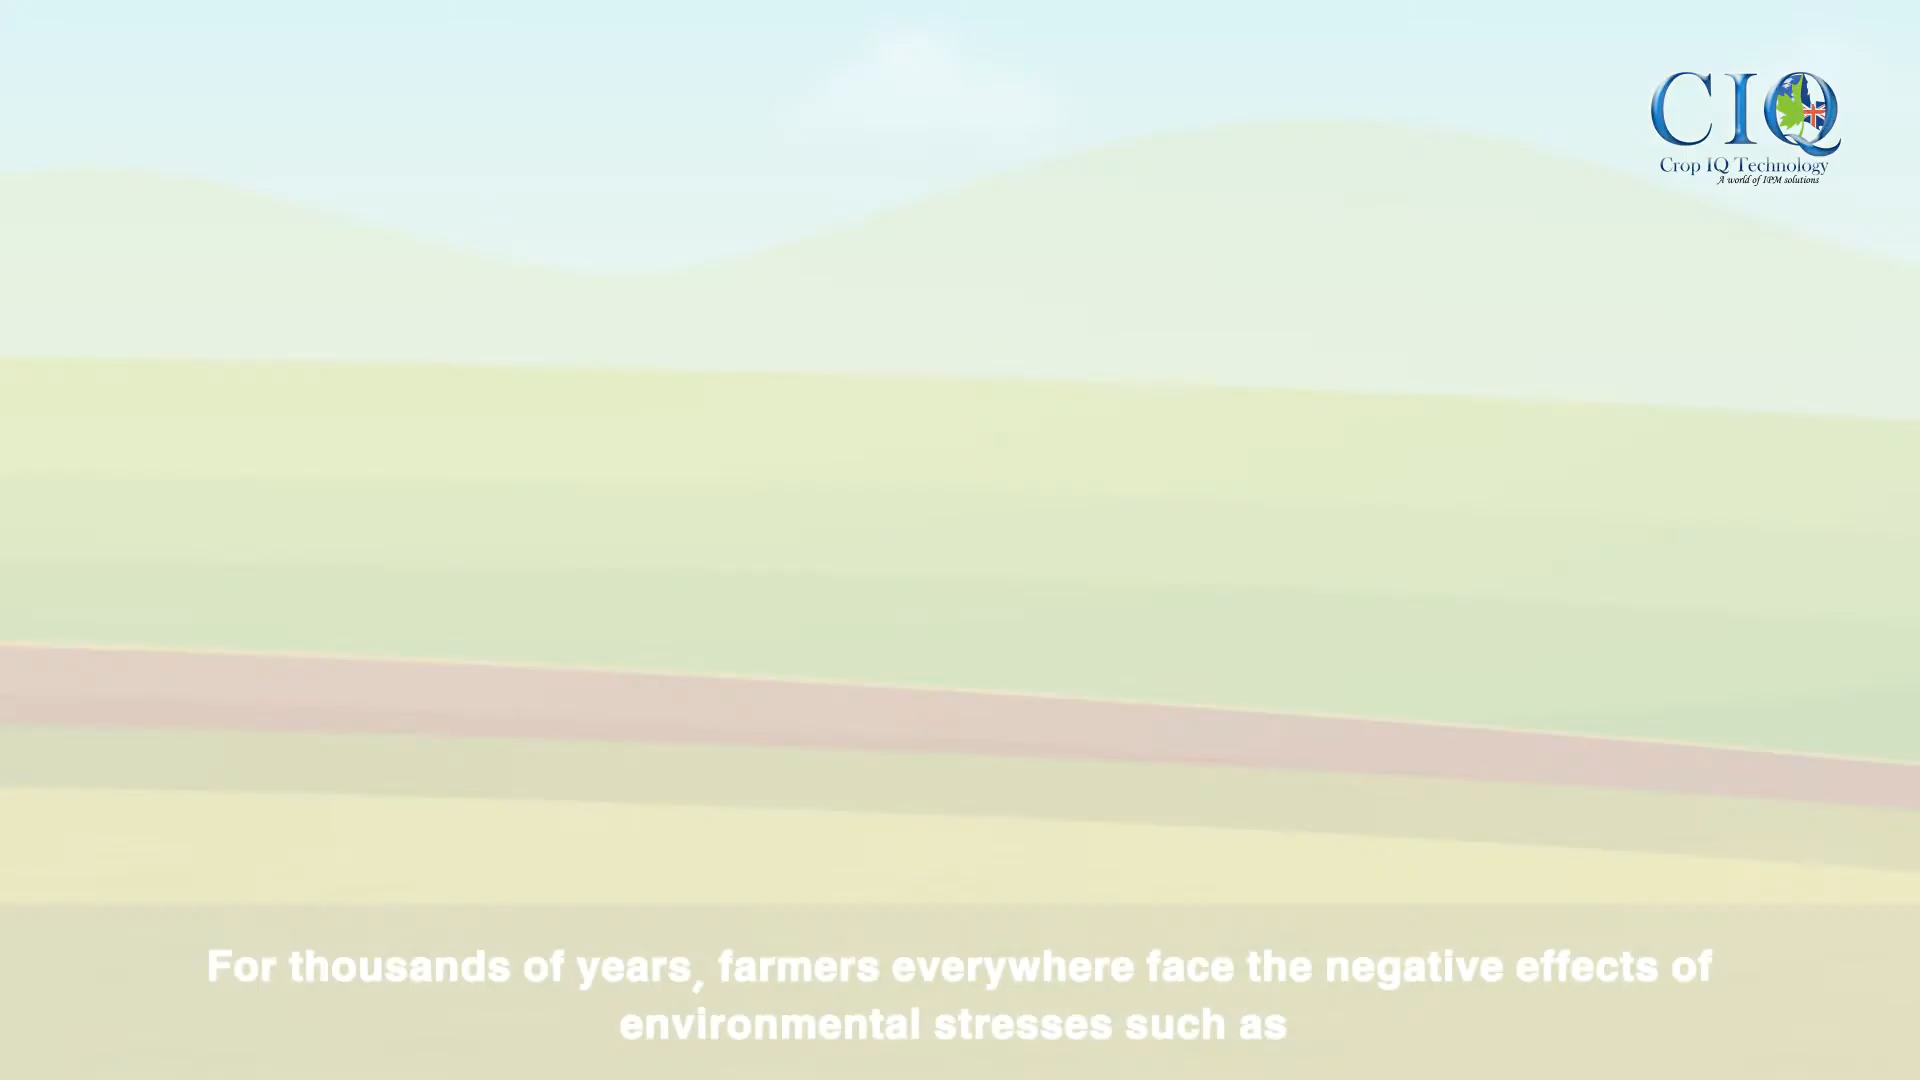 CIQ
Crop IQ Technology
A world of IPM solutions
For thousands of years, farmers everywhere face the negative effects of
environmental stresses such as